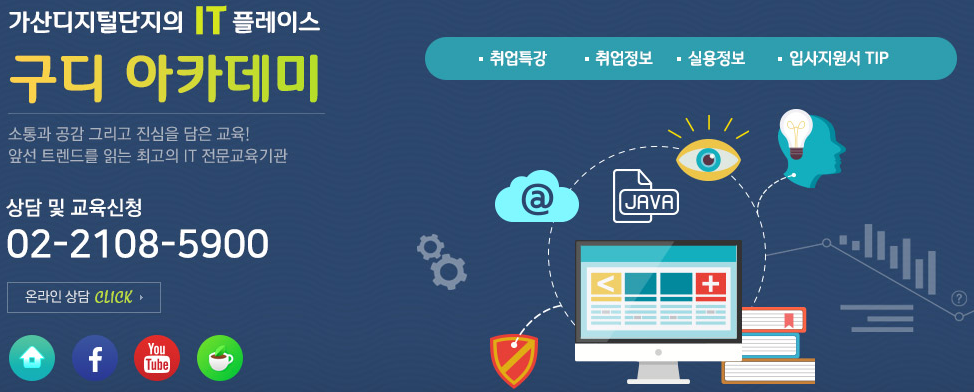 가산디지털단지의 IT 플레이스
구디 아카데미
소통과 공감 그리고 진심을 담은 교육!
앞선 트렌드를 읽는 최고의 IT 전문교육기관
상담 및 교육신청
02-2108-5900
온라인 상담 CLICK
f
You
Tube
취업특강
취업정보
실용정보
입사지원서 TIP
@
JAVA
<
+
?